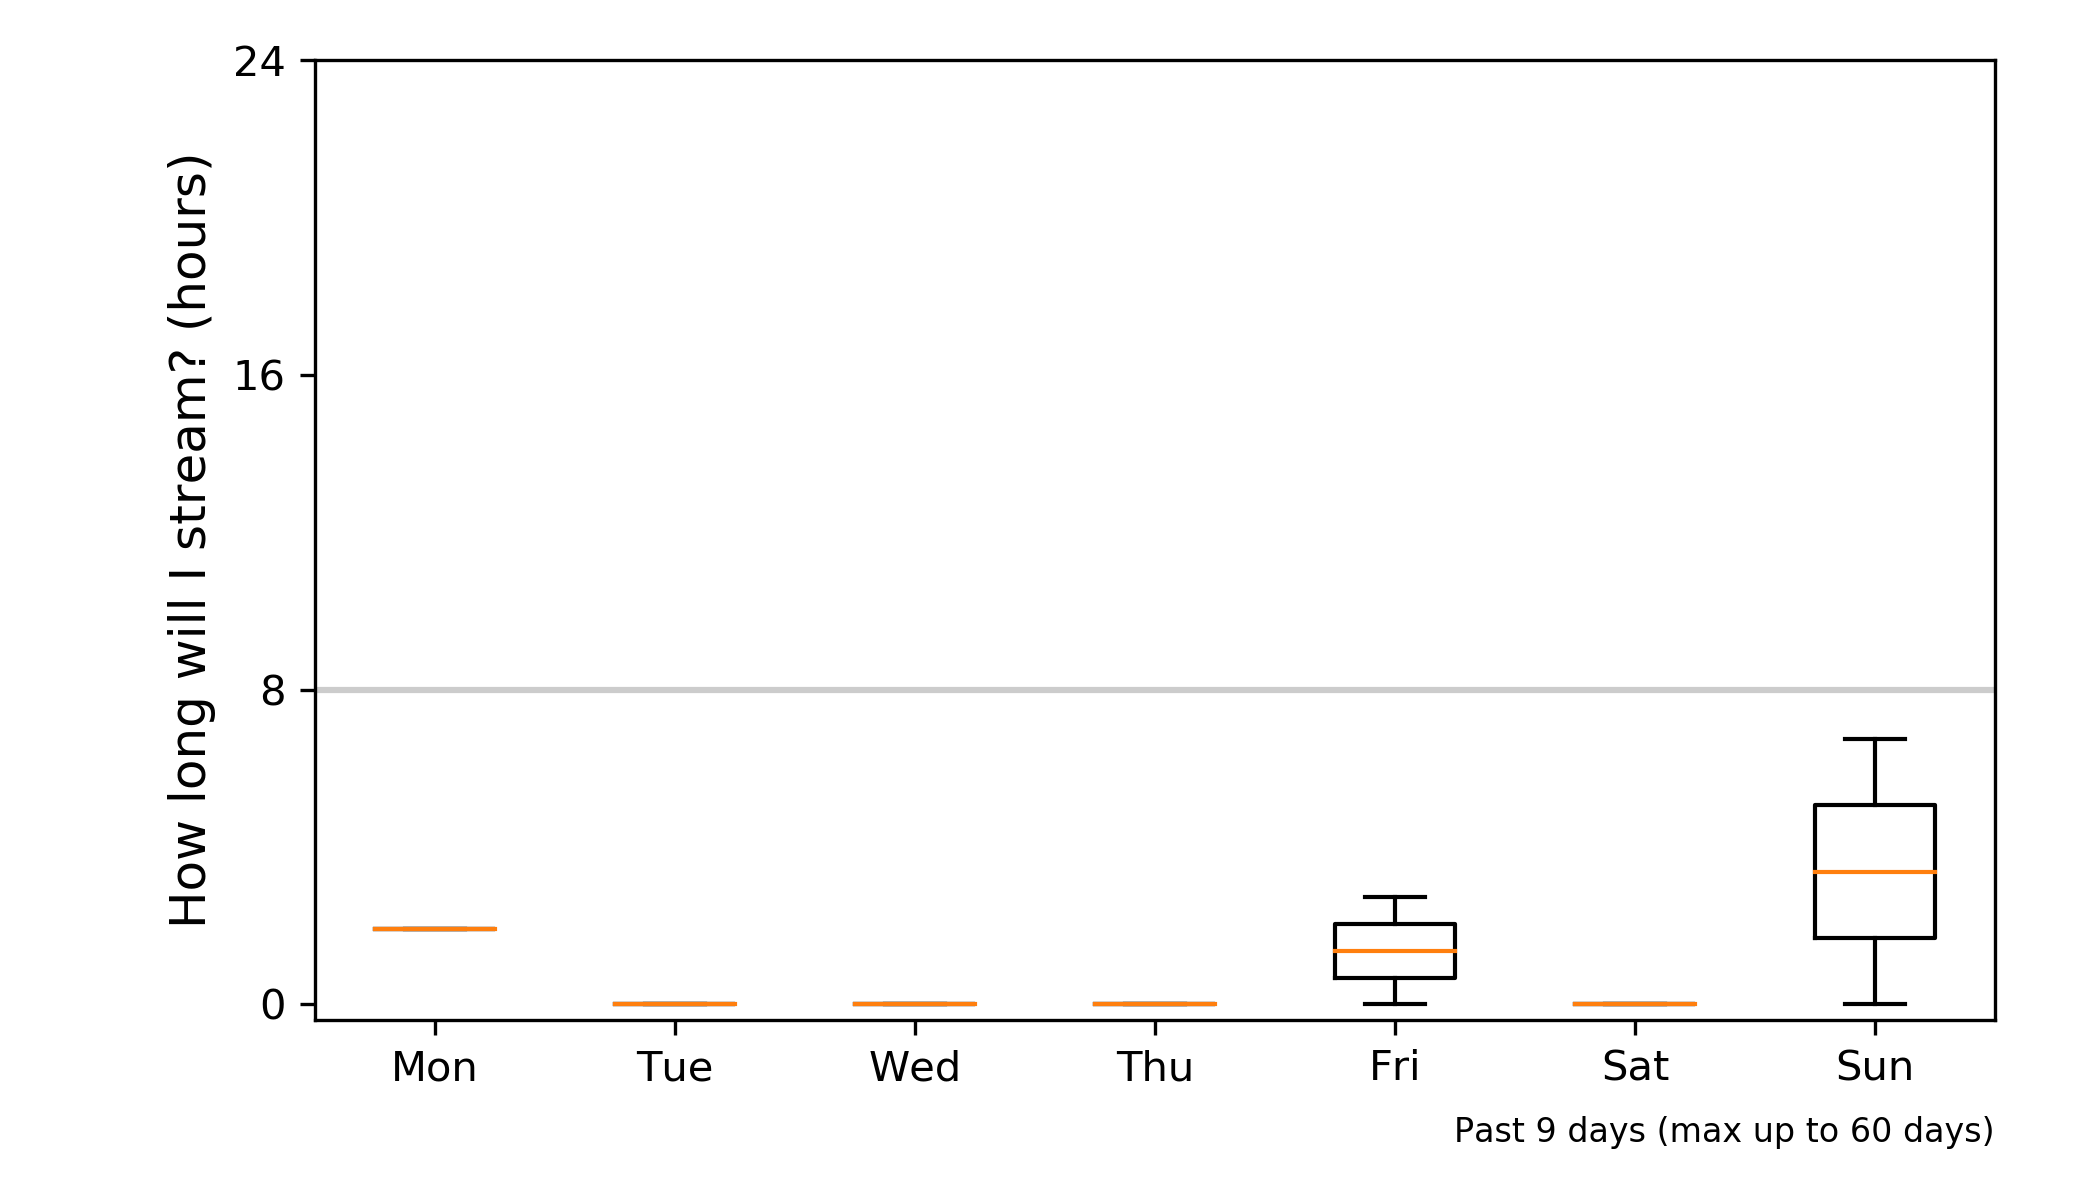 How long will I stream? (hours)
24
16
8
0
Mon Tue Wed Thu Fri Sat Sun
Past 9 days (max up to 60 days)